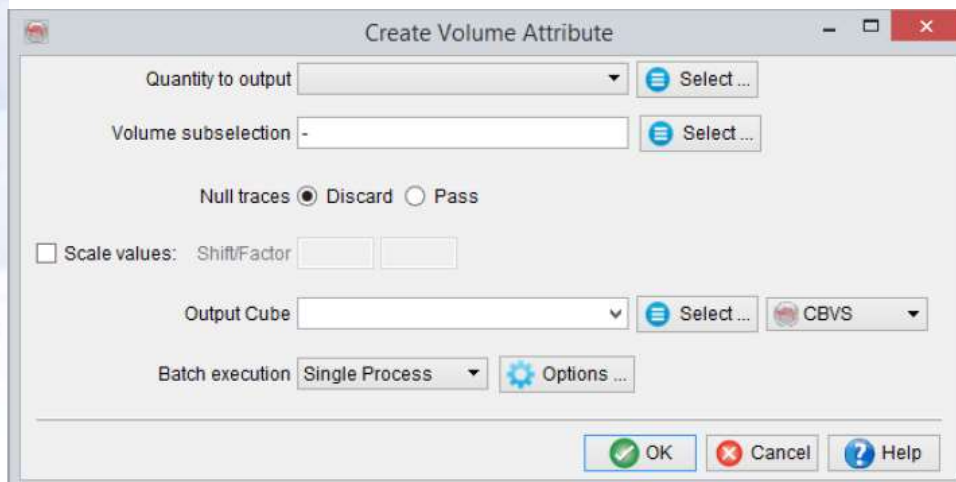 Create Volume Attribute
Quantity to output Select ...
Volume subselection - Select ...
Null traces Discard Pass
Scale values: Shift/Factor
Output Cube Select ... CBVS
Batch execution Single Process Options ...
OK Cancel Help